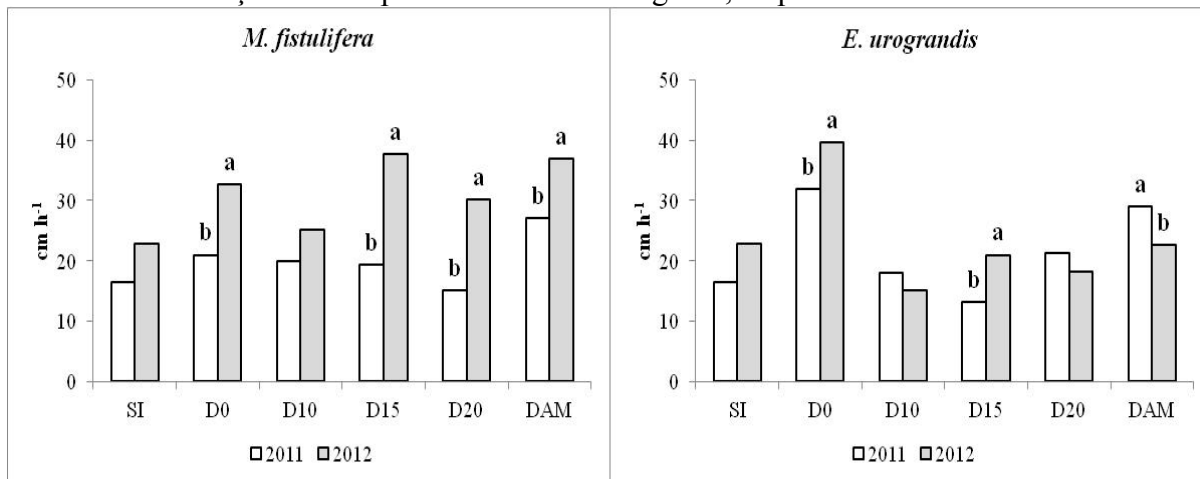 M. fistulifera
50
40
30
20
10
0
cm h⁻¹
b a b a b a b a
SI D0 D10 D15 D20 DAM
□2011 ■2012
E. urograndis
50
40
30
20
10
0
cm h⁻¹
b a b a a b
SI D0 D10 D15 D20 DAM
□2011 ■2012